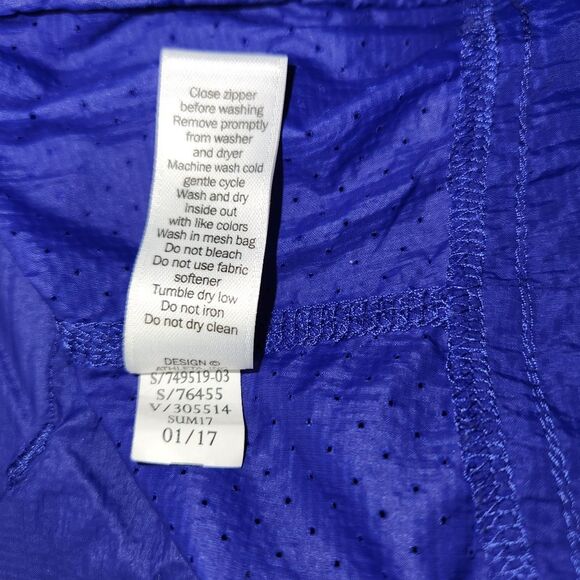 Close zipper
before washing
Remove promptly
from washer
and dryer
Machine wash cold
gentle cycle
Wash and dry
inside out
with like colors
Wash in mesh bag
Do not bleach
Do not use fabric
softener
Tumble dry low
Do not iron
Do not dry clean
DESIGN ©
S/749519-03
S/76455
V/305514
SUM17
01/17